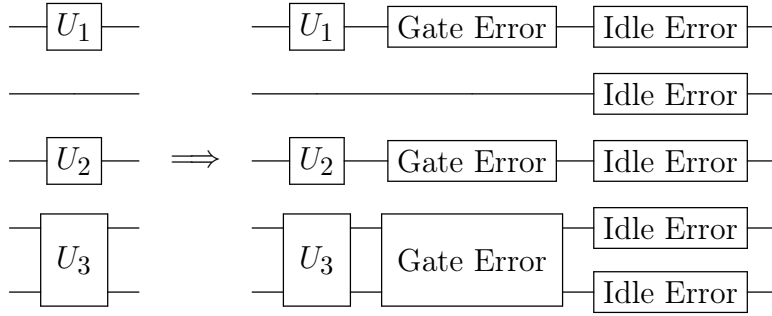 U1 U1 Gate Error Idle Error
Idle Error
U2 ⟹ U2 Gate Error Idle Error
Idle Error
U3 U3 Gate Error
Idle Error